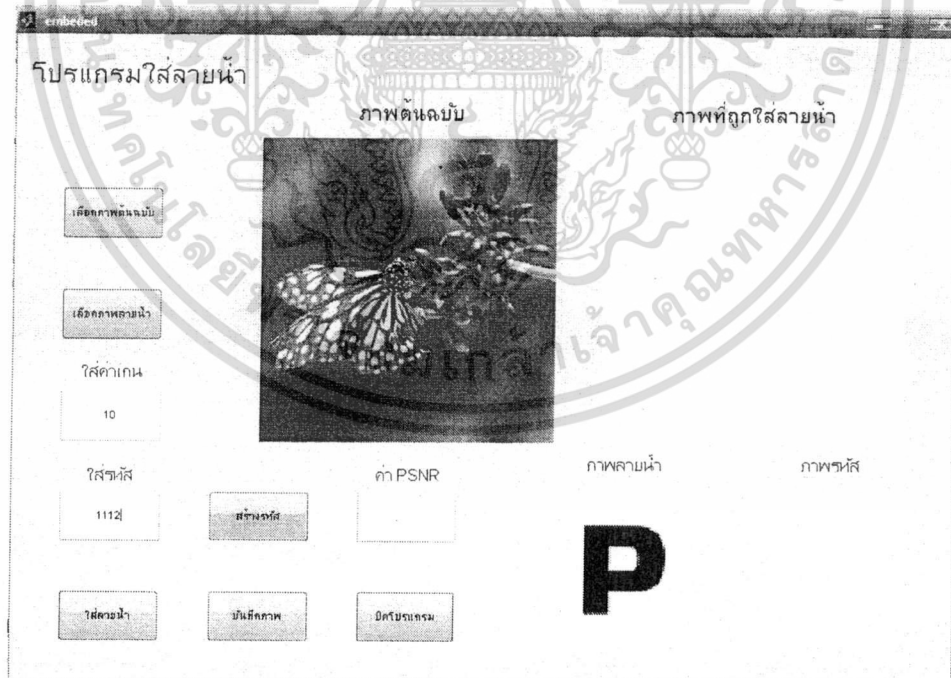 embeded
โปรแกรมใส่ลายน้ำ
ภาพต้นฉบับ
ภาพที่ถูกใส่ลายน้ำ
เลือกภาพต้นฉบับ
เลือกภาพลายน้ำ
ใส่ค่าเกน
10
ใส่รหัส
ค่า PSNR
ภาพลายน้ำ
ภาพรหัส
1112
สร้างรหัส
P
ใส่ลายน้ำ
บันทึกภาพ
ปิดโปรแกรม